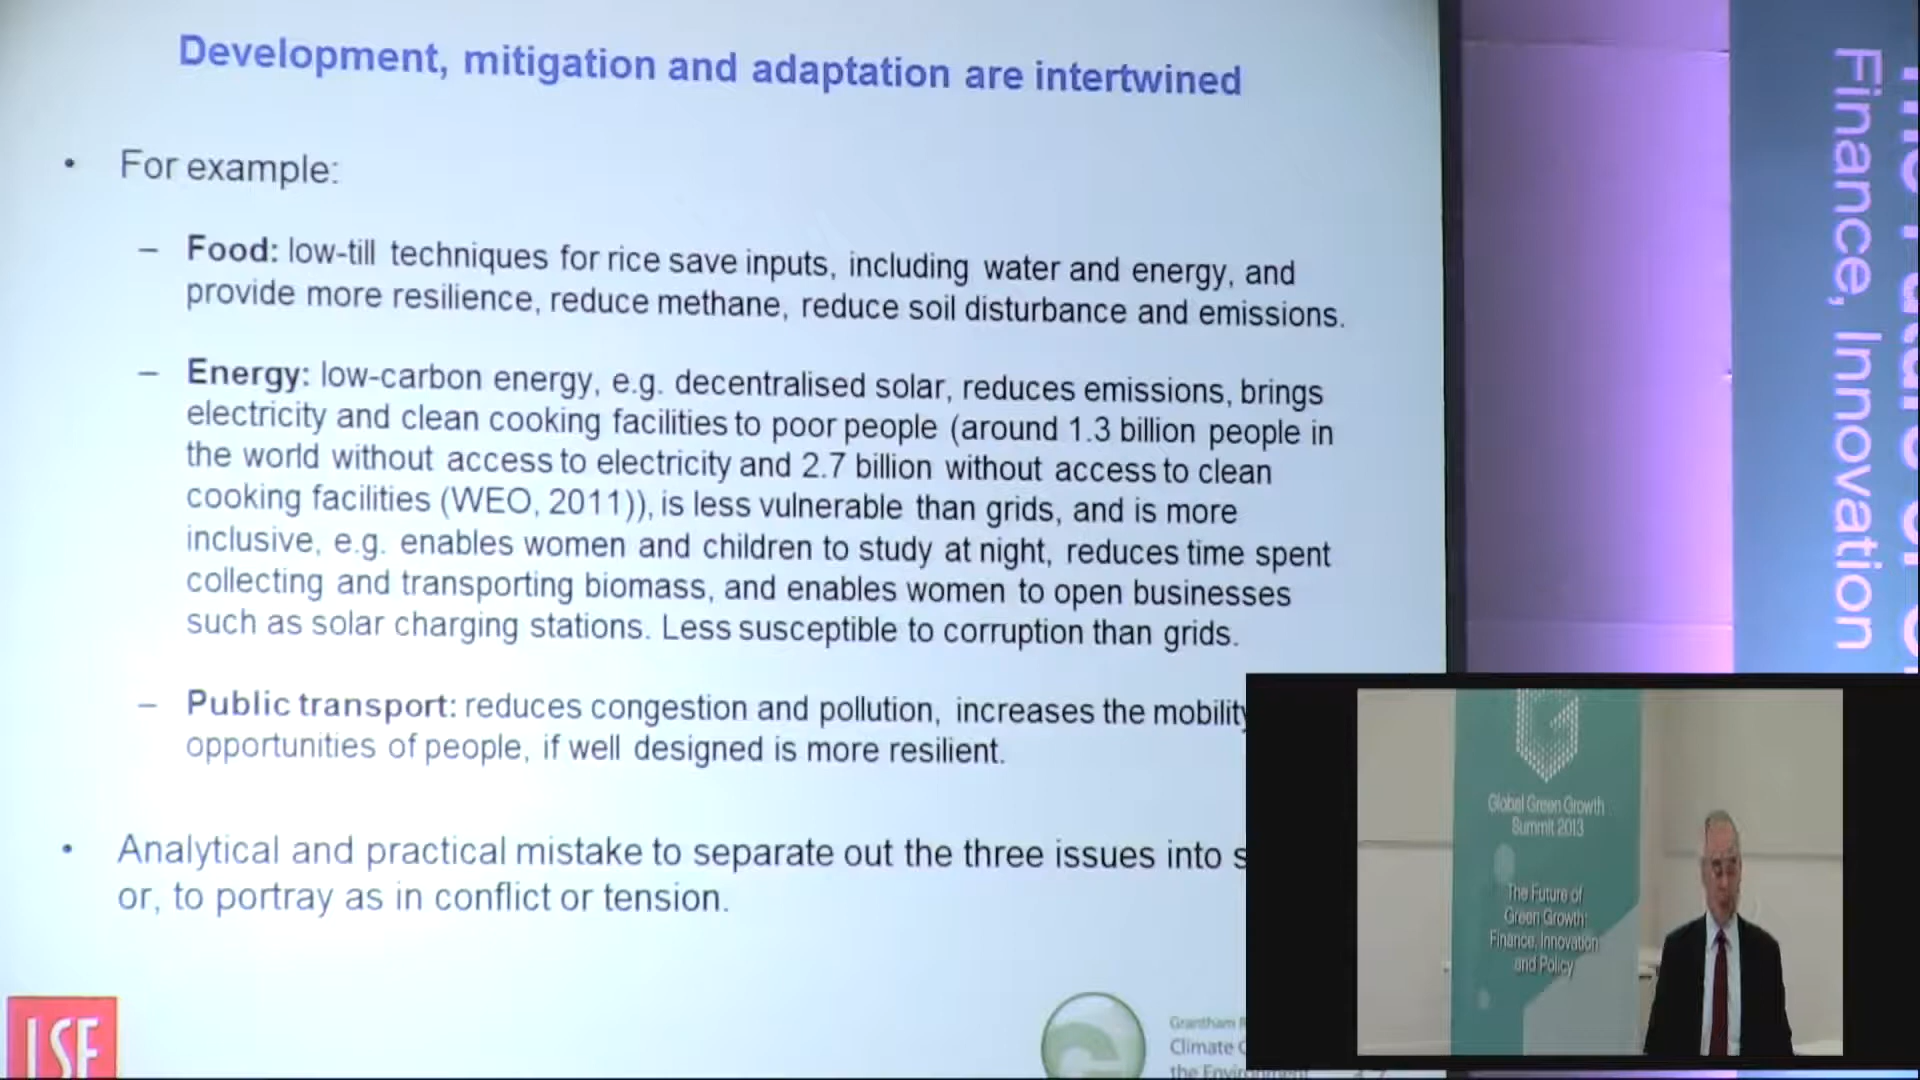 Development, mitigation and adaptation are intertwined
• For example:
– Food: low-till techniques for rice save inputs, including water and energy, and
provide more resilience, reduce methane, reduce soil disturbance and emissions.
– Energy: low-carbon energy, e.g. decentralised solar, reduces emissions, brings
electricity and clean cooking facilities to poor people (around 1.3 billion people in
the world without access to electricity and 2.7 billion without access to clean
cooking facilities (WEO, 2011)), is less vulnerable than grids, and is more
inclusive, e.g. enables women and children to study at night, reduces time spent
collecting and transporting biomass, and enables women to open businesses
such as solar charging stations. Less susceptible to corruption than grids.
– Public transport: reduces congestion and pollution, increases the mobility
opportunities of people, if well designed is more resilient.
• Analytical and practical mistake to separate out the three issues into
or, to portray as in conflict or tension.
LSE
Grantham
Climate
the
Finance, Innovation
Global Green Growth
Summit 2013
The Future of
Green Growth:
Finance, Innovation
and Policy